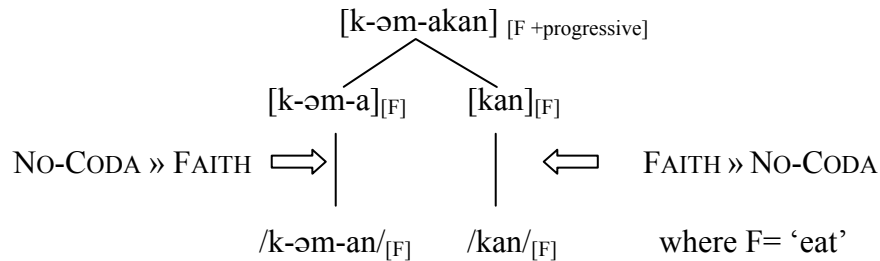 [k-əm-akan] [F +progressive]
[k-əm-a][F] [kan][F]
NO-CODA » FAITH FAITH » NO-CODA
/k-əm-an/[F] /kan/[F] where F= ‘eat’